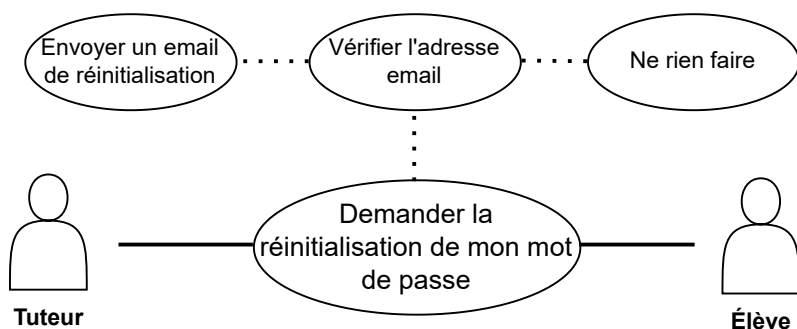 Envoyer un email
de réinitialisation
Vérifier l'adresse
email
Ne rien faire
Demander la
réinitialisation de mon mot
de passe
Tuteur
Élève